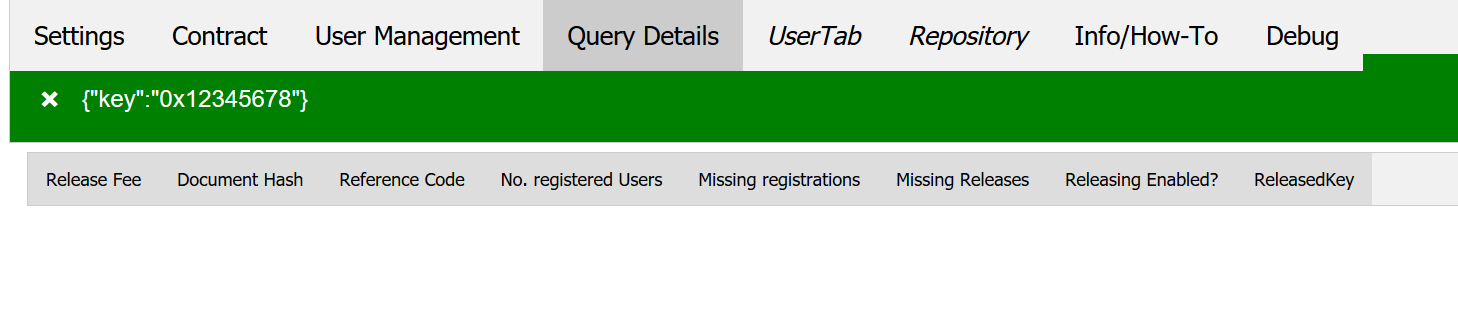 Settings Contract User Management Query Details UserTab Repository Info/How-To Debug
✖ {"key":"0x12345678"}
Release Fee Document Hash Reference Code No. registered Users Missing registrations Missing Releases Releasing Enabled? ReleasedKey